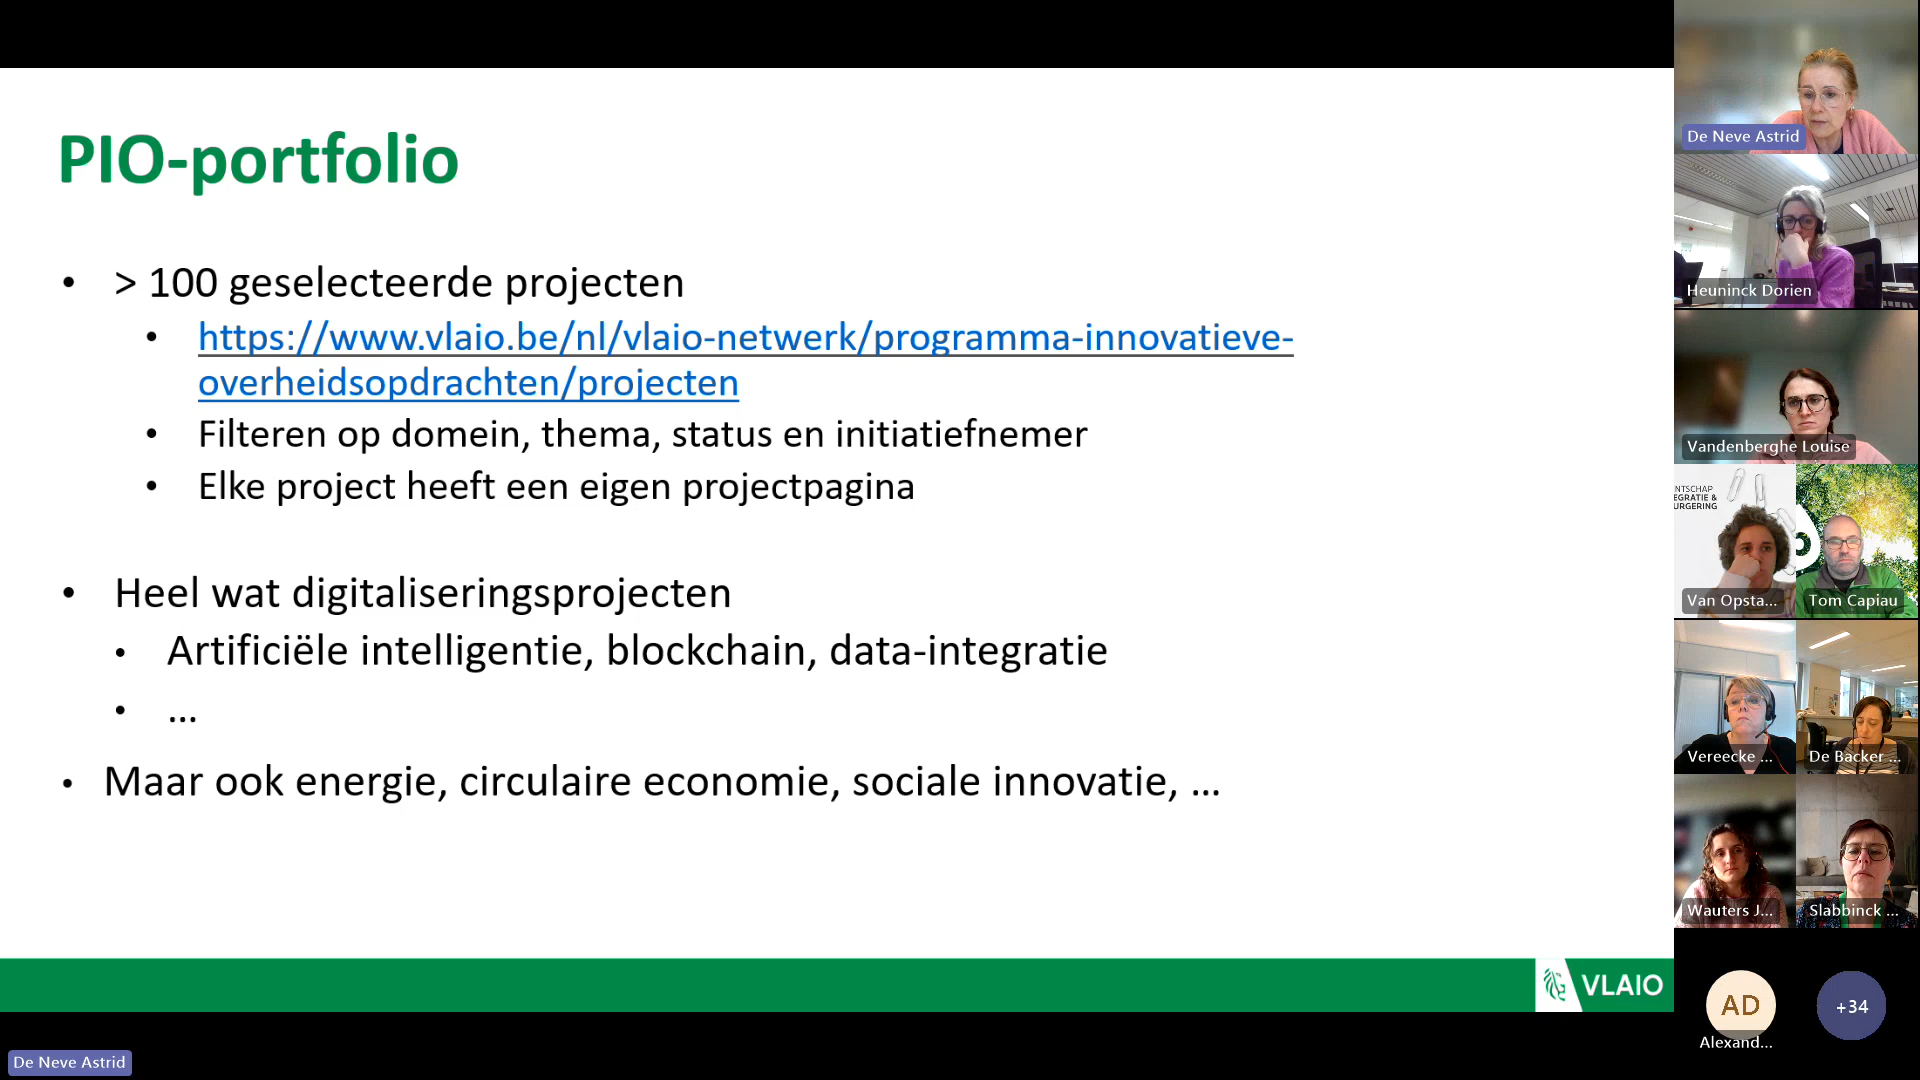 PIO-portfolio
• > 100 geselecteerde projecten
• https://www.vlaio.be/nl/vlaio-netwerk/programma-innovatieve-
overheidsopdrachten/projecten
• Filteren op domein, thema, status en initiatiefnemer
• Elke project heeft een eigen projectpagina
• Heel wat digitaliseringsprojecten
• Artificiële intelligentie, blockchain, data-integratie
• ...
• Maar ook energie, circulaire economie, sociale innovatie, ...
VLAIO
De Neve Astrid
De Neve Astrid
Heuninck Dorien
Vandenberghe Louise
NTSCHAP
EGRATIE &
URGERING
Van Opsta...
Tom Capiau
Vereecke ...
De Backer ...
Wauters J...
Slabbinck ...
AD
Alexand...
+34